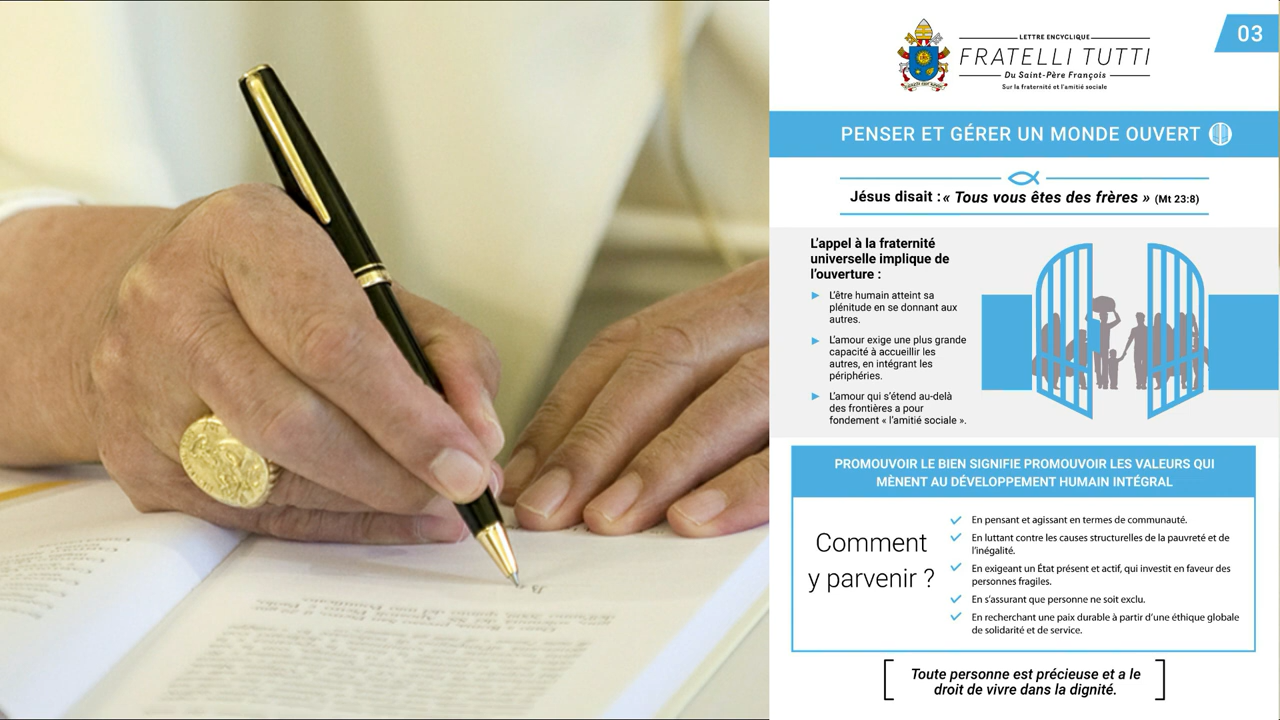 03
LETTRE ENCYCLIQUE
FRATELLI TUTTI
Du Saint-Père François
Sur la fraternité et l'amitié sociale
PENSER ET GÉRER UN MONDE OUVERT
Jésus disait : « Tous vous êtes des frères » (Mt 23:8)
L'appel à la fraternité
universelle implique de
l'ouverture :
L'être humain atteint sa
plénitude en se donnant aux
autres.
L'amour exige une plus grande
capacité à accueillir les
autres, en intégrant les
périphéries.
L'amour qui s'étend au-delà
des frontières a pour
fondement « l'amitié sociale ».
PROMOUVOIR LE BIEN SIGNIFIE PROMOUVOIR LES VALEURS QUI
MÈNENT AU DÉVELOPPEMENT HUMAIN INTÉGRAL
Comment
y parvenir ?
En pensant et agissant en termes de communauté.
En luttant contre les causes structurelles de la pauvreté et de
l'inégalité.
En exigeant un État présent et actif, qui investit en faveur des
personnes fragiles.
En s'assurant que personne ne soit exclu.
En recherchant une paix durable à partir d'une éthique globale
de solidarité et de service.
Toute personne est précieuse et a le
droit de vivre dans la dignité.